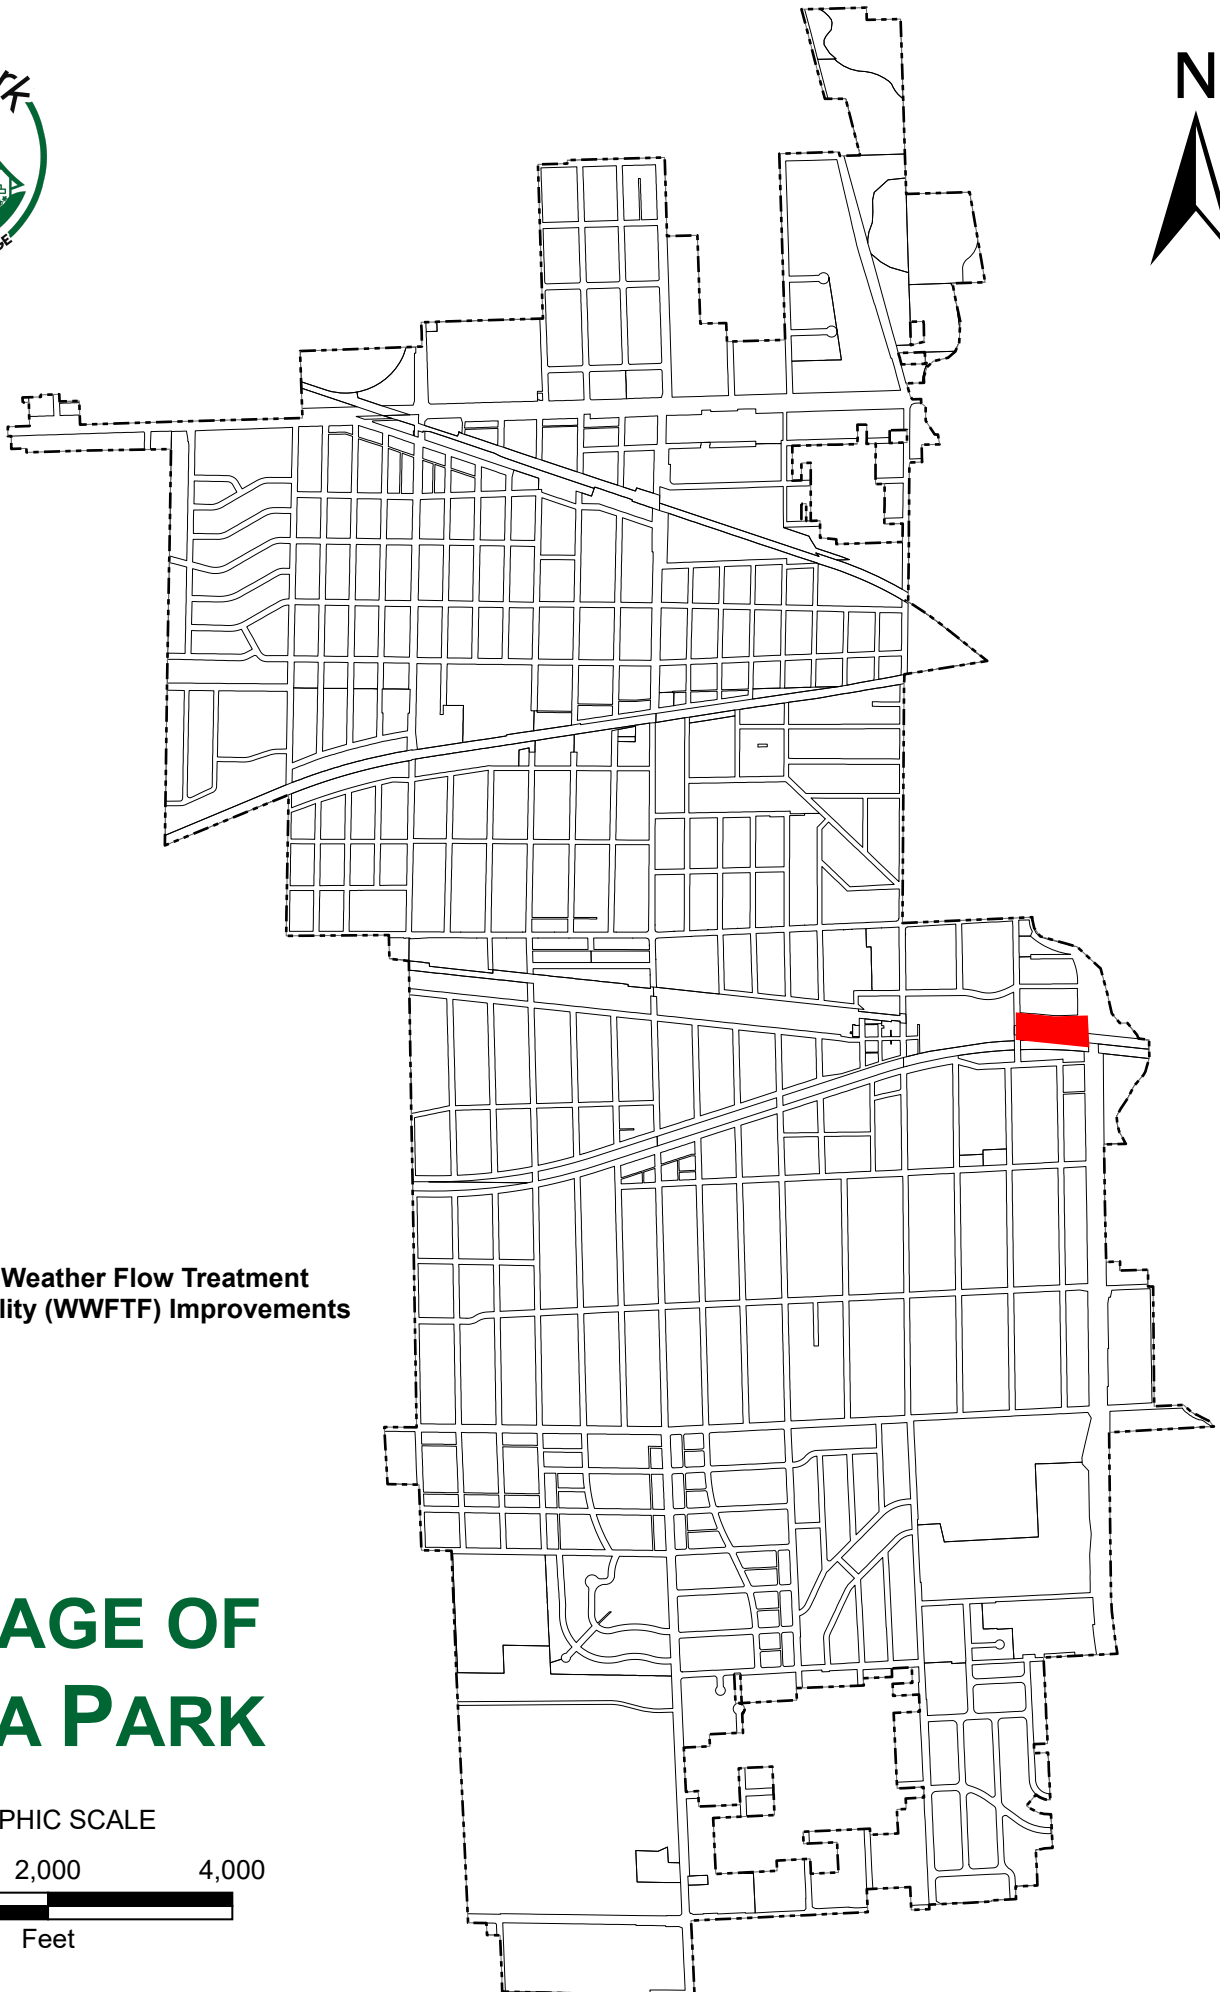 N
Weather Flow Treatment
lity (WWFTF) Improvements
AGE OF
A PARK
PHIC SCALE
2,000 4,000
Feet